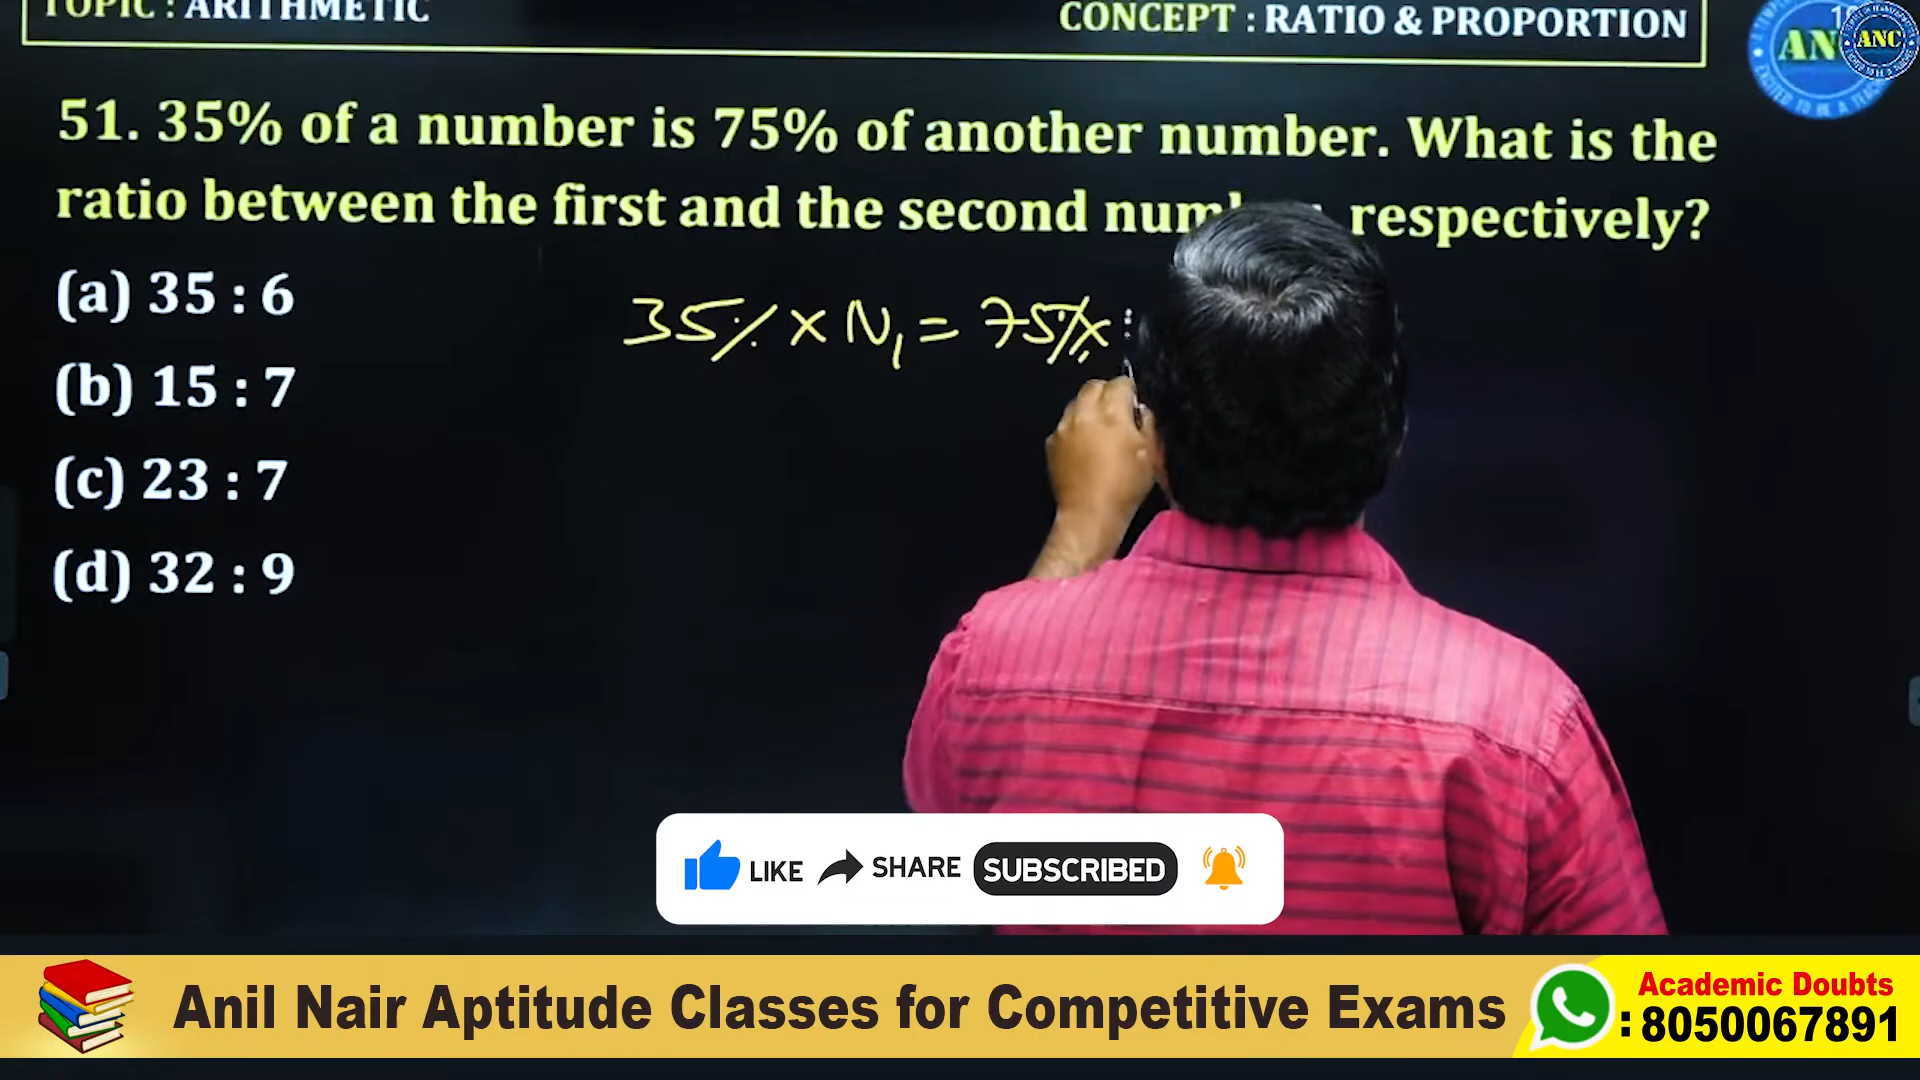 TOPIC : ARITHMETIC
CONCEPT : RATIO & PROPORTION
ANC
51. 35% of a number is 75% of another number. What is the
ratio between the first and the second respectively?
(a) 35 : 6
(b) 15 : 7
(c) 23 : 7
(d) 32 : 9
35% × N1 = 75% ×
LIKE SHARE SUBSCRIBED
Anil Nair Aptitude Classes for Competitive Exams
Academic Doubts
: 8050067891